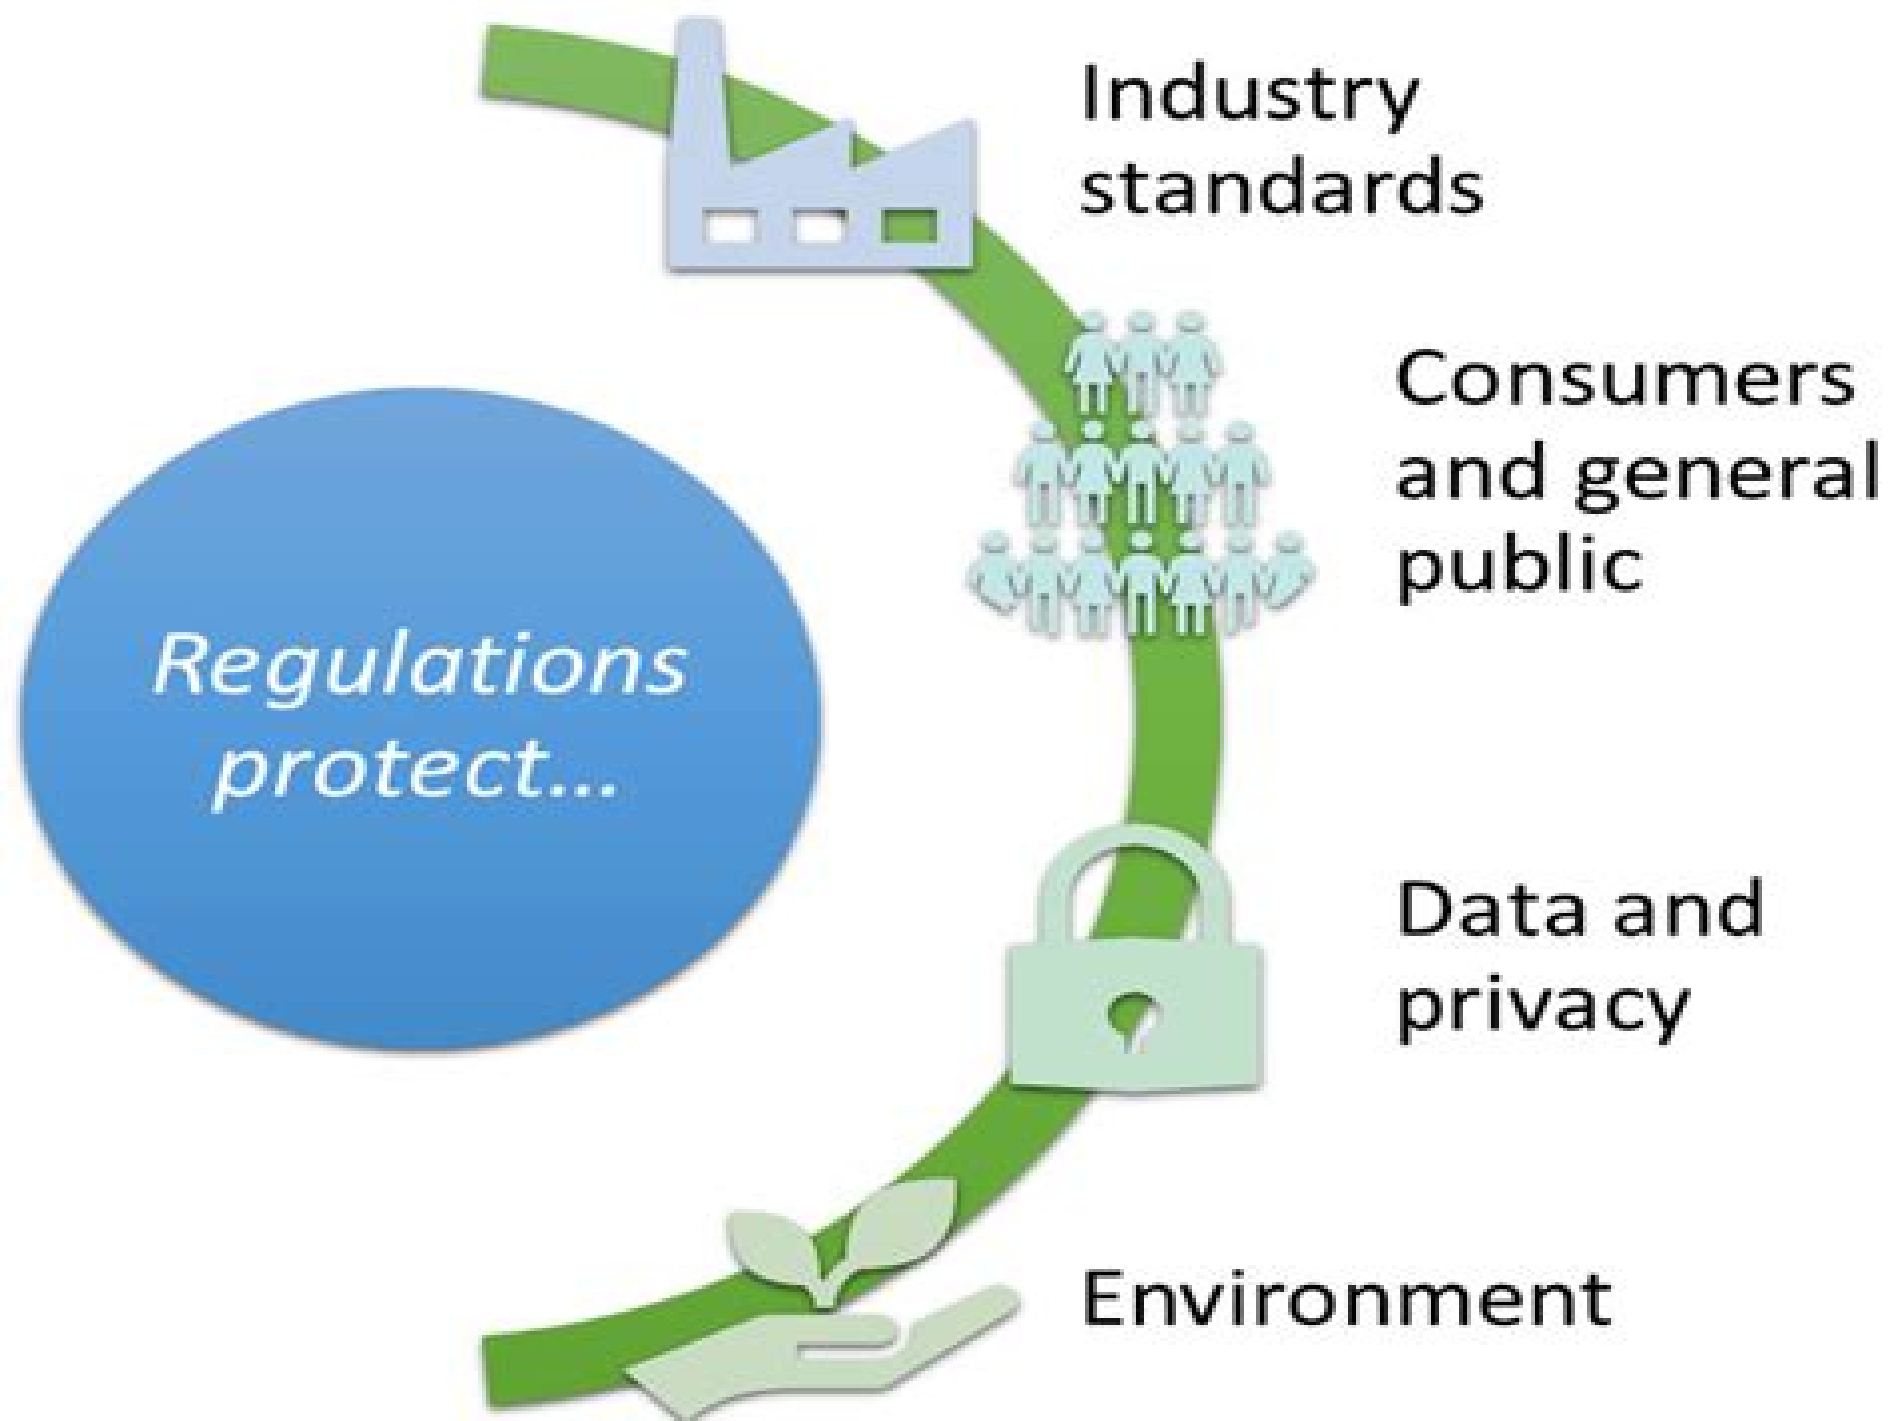 Regulations
protect...
Industry
standards
Consumers
and general
public
Data and
privacy
Environment